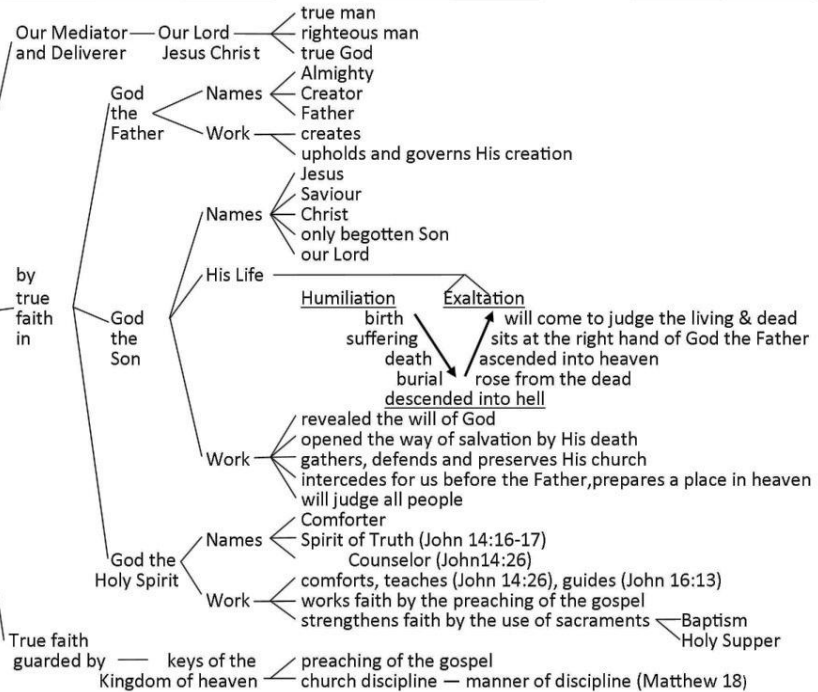 true man
Our Mediator Our Lord righteous man
and Deliverer Jesus Christ true God
Almighty
God Names Creator
the Father
Father Work creates
upholds and governs His creation
Jesus
Saviour
Names Christ
only begotten Son
our Lord
by His Life
true Humiliation Exaltation
faith God birth will come to judge the living & dead
in the suffering sits at the right hand of God the Father
Son death ascended into heaven
burial rose from the dead
descended into hell
revealed the will of God
opened the way of salvation by His death
Work gathers, defends and preserves His church
intercedes for us before the Father,prepares a place in heaven
will judge all people
Comforter
Names Spirit of Truth (John 14:16-17)
God the Counselor (John14:26)
Holy Spirit comforts, teaches (John 14:26), guides (John 16:13)
Work works faith by the preaching of the gospel
strengthens faith by the use of sacraments Baptism
True faith Holy Supper
guarded by — keys of the preaching of the gospel
Kingdom of heaven church discipline — manner of discipline (Matthew 18)